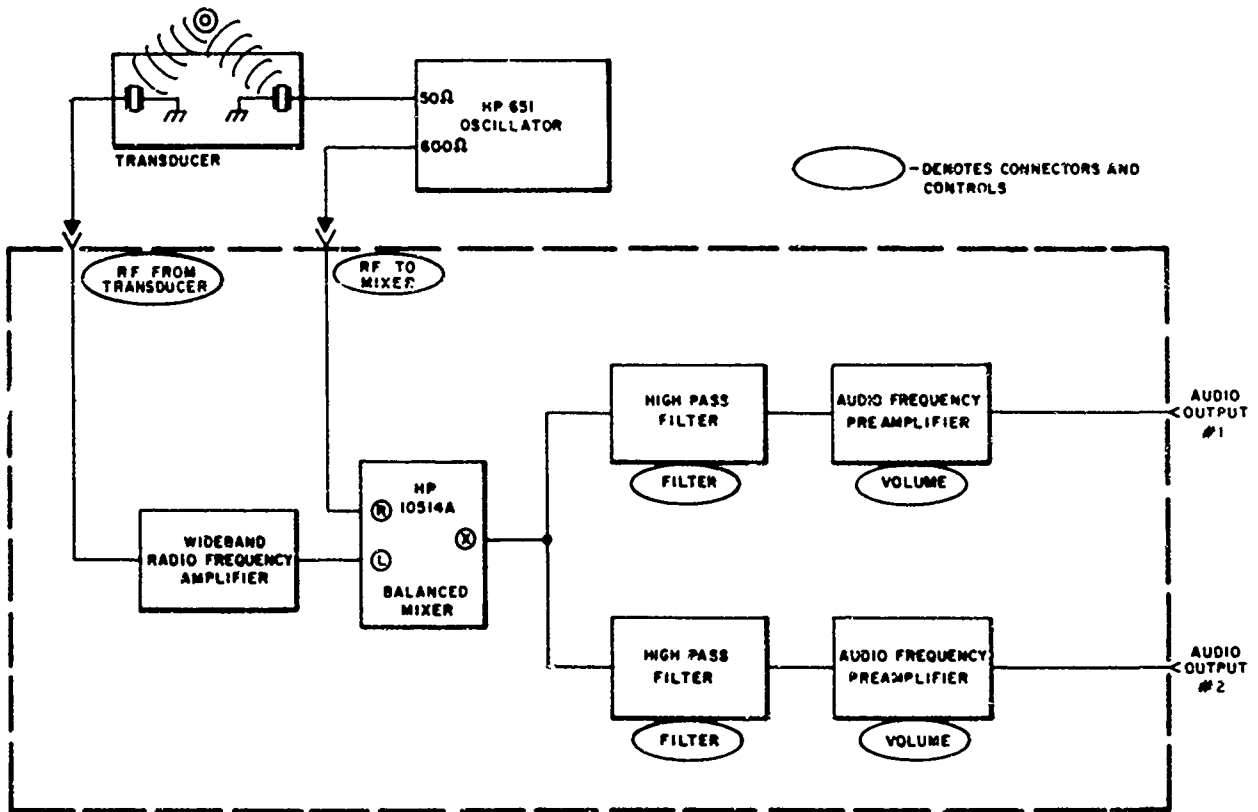 50Ω
HP 651
OSCILLATOR
600Ω
TRANSDUCER
-DENOTES CONNECTORS AND
CONTROLS
RF FROM
TRANSDUCER
RF TO
MIXER
HIGH PASS
FILTER
FILTER
AUDIO FREQUENCY
PREAMPLIFIER
VOLUME
AUDIO
OUTPUT
#1
HP
10514A
R
X
L
BALANCED
MIXER
WIDEBAND
RADIO FREQUENCY
AMPLIFIER
HIGH PASS
FILTER
FILTER
AUDIO FREQUENCY
PREAMPLIFIER
VOLUME
AUDIO
OUTPUT
#2